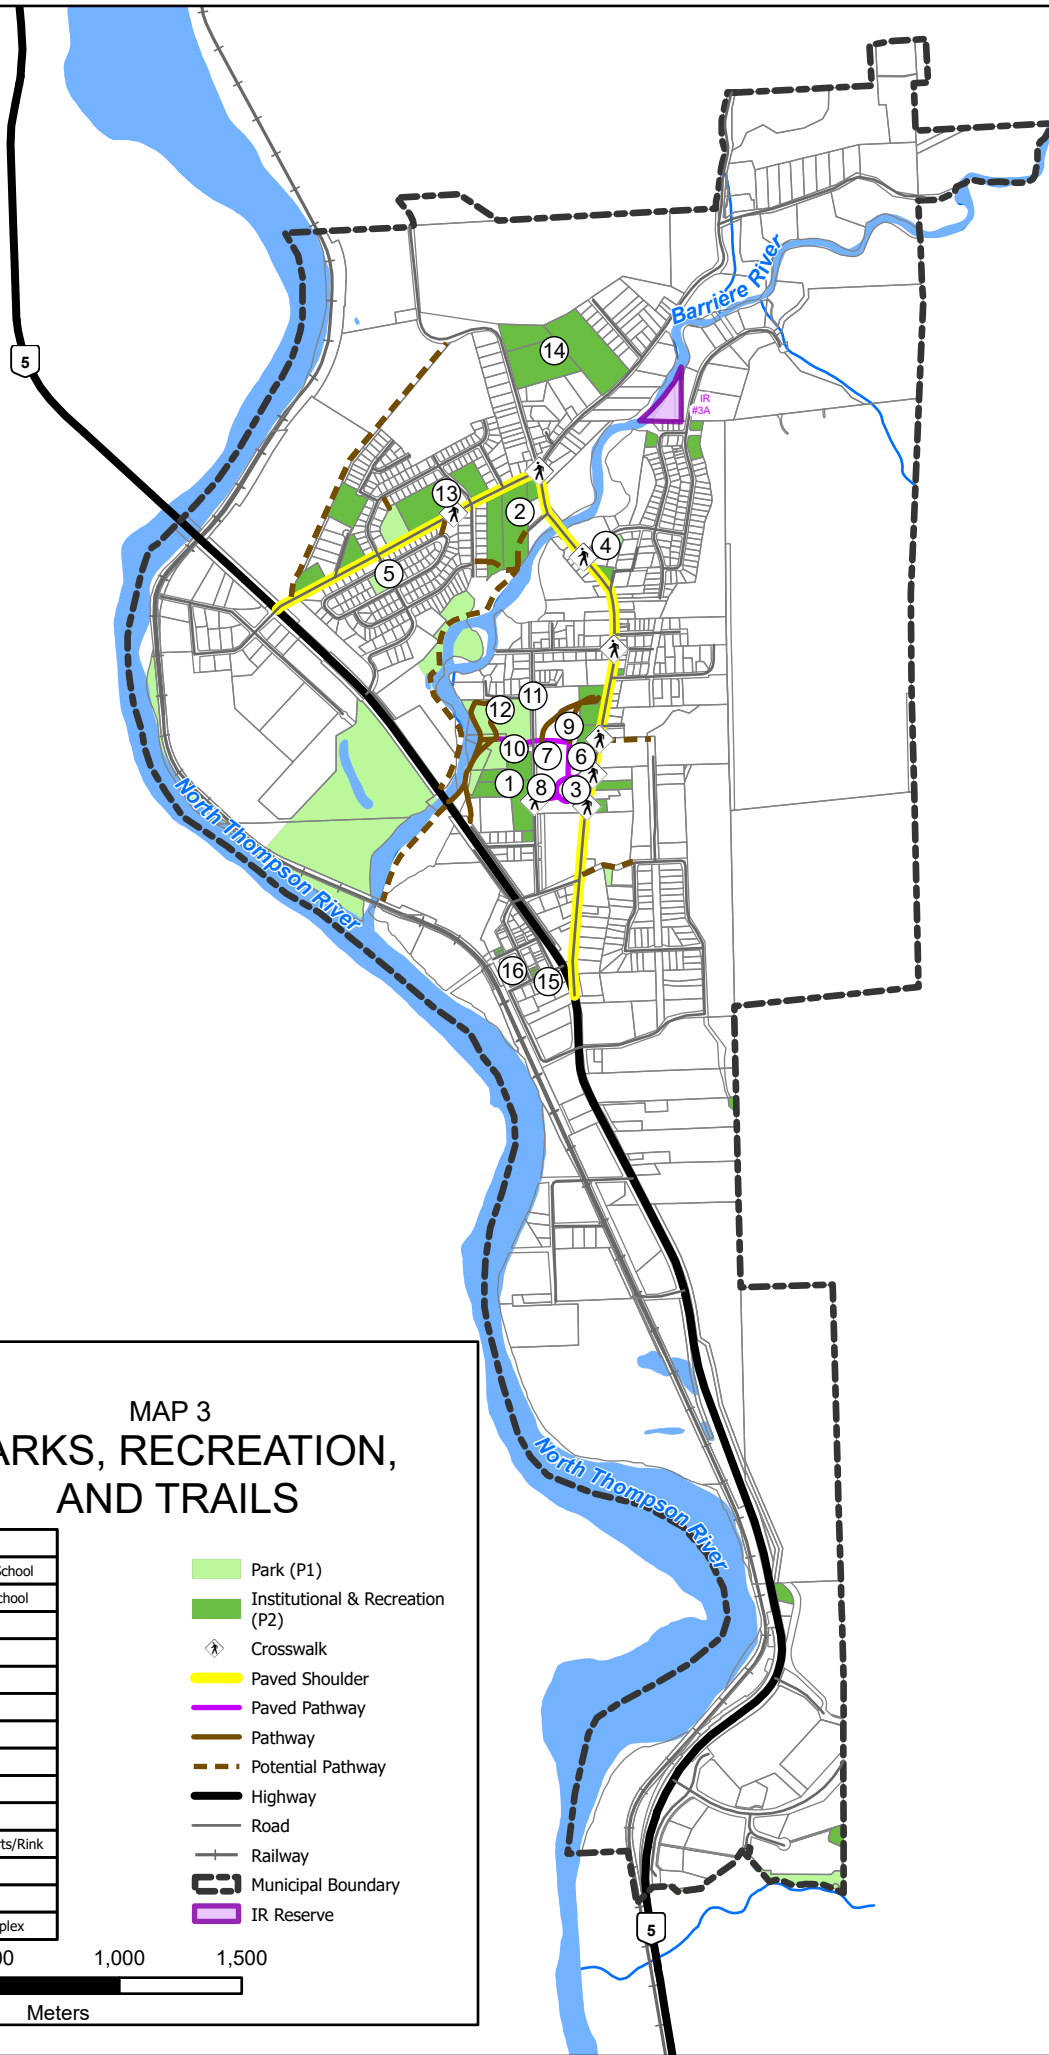 5
Barrière River
14
IR
#3A
13
2
4
5
11
12
9
10
7
6
1
8
3
North Thompson River
16
15
North Thompson River
MAP 3
ARKS, RECREATION,
AND TRAILS
School
chool
rts/Rink
plex
Park (P1)
Institutional & Recreation
(P2)
Crosswalk
Paved Shoulder
Paved Pathway
Pathway
Potential Pathway
Highway
Road
Railway
Municipal Boundary
IR Reserve
00
1,000
1,500
Meters
5